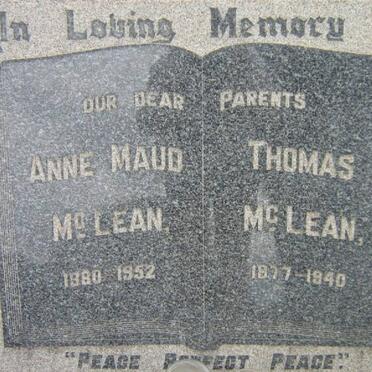 In Loving Memory
OUR DEAR PARENTS
ANNE MAUD
McLEAN,
1880 1952
THOMAS
McLEAN,
1877-1940
"PEACE PERFECT PEACE."